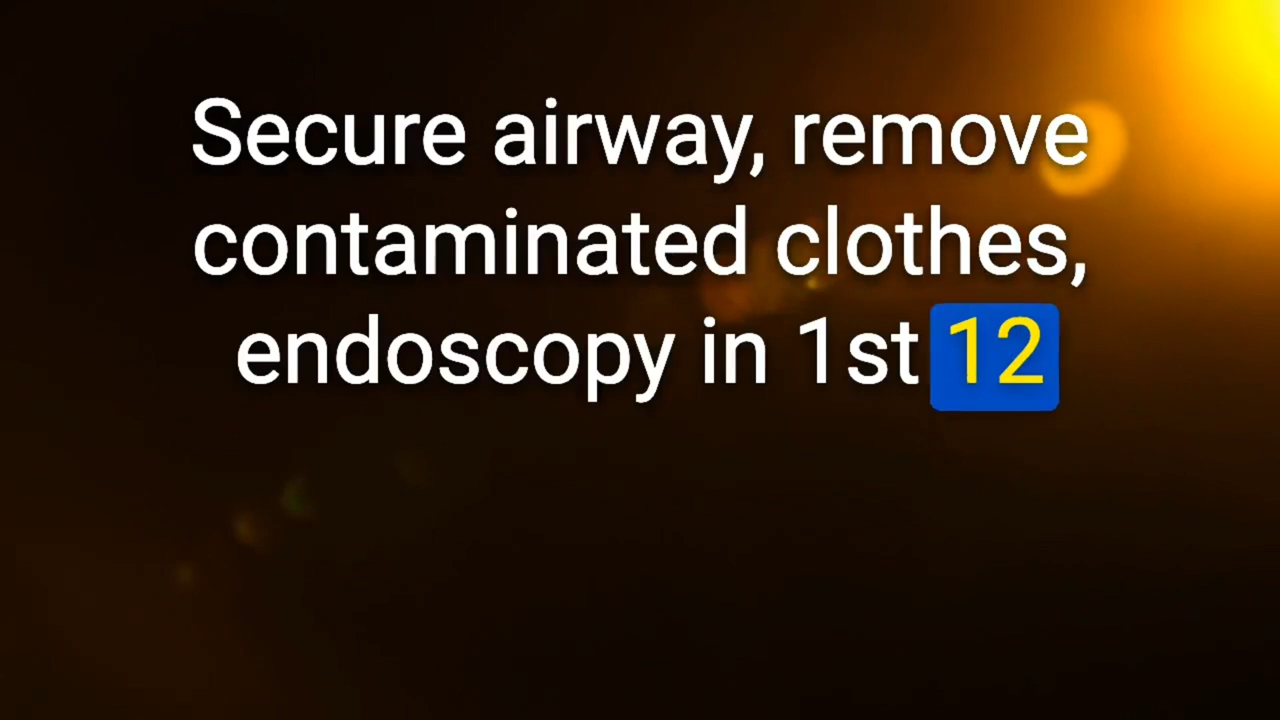 Secure airway, remove
contaminated clothes,
endoscopy in 1st 12